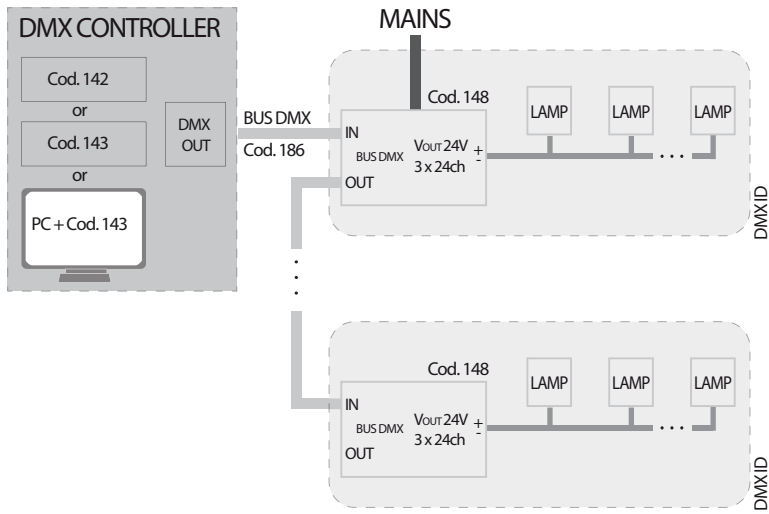 DMX CONTROLLER
Cod. 142
or
Cod. 143
or
PC + Cod. 143
DMX
OUT
BUS DMX
Cod. 186
MAINS
Cod. 148
IN
BUS DMX
OUT
VOUT 24V
3 x 24ch
+
-
LAMP
LAMP
...
LAMP
DMX ID
...
Cod. 148
IN
BUS DMX
OUT
VOUT 24V
3 x 24ch
+
-
LAMP
LAMP
...
LAMP
DMX ID